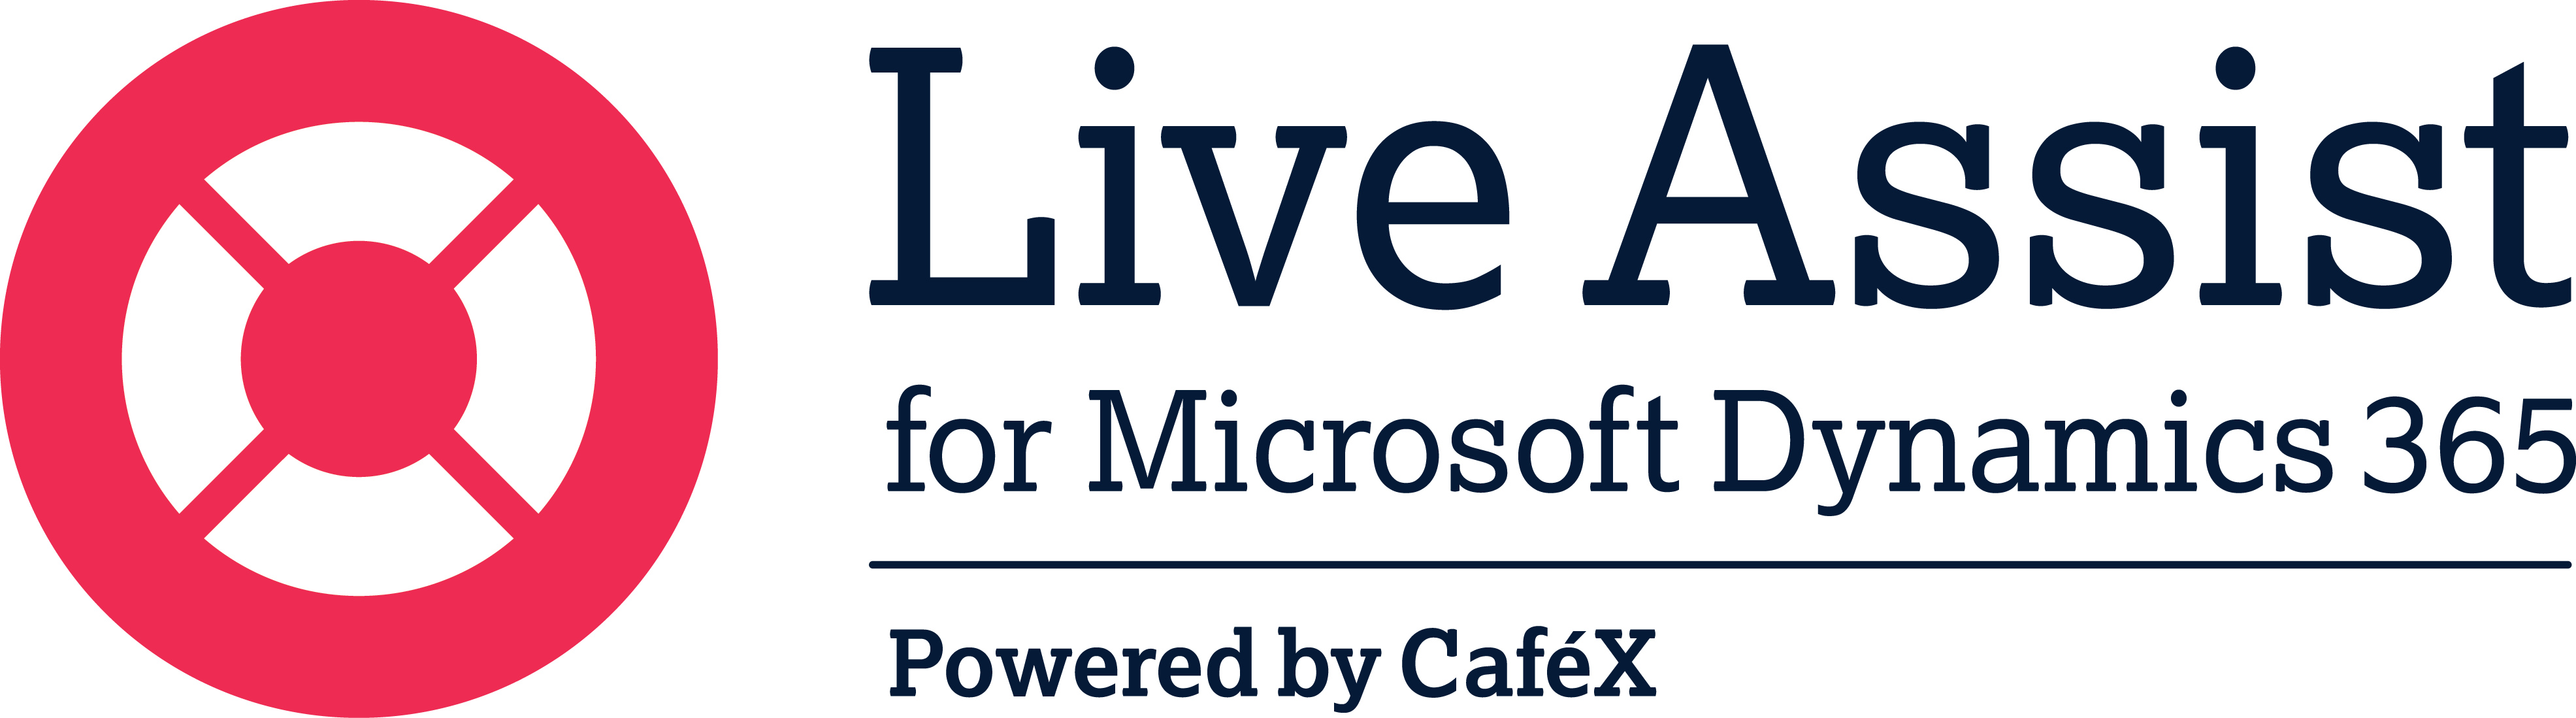 Live Assist
for Microsoft Dynamics 365
Powered by CaféX